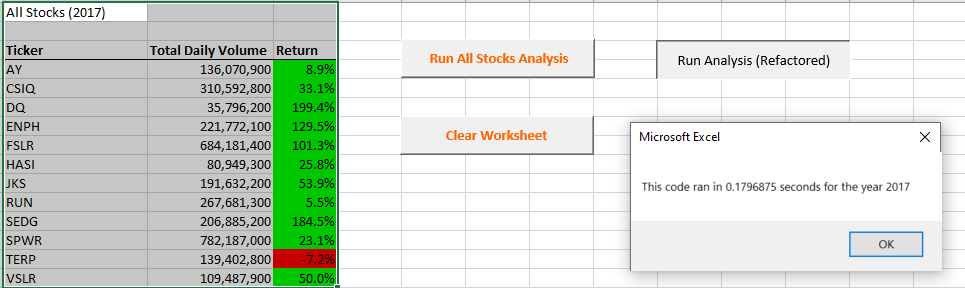 All Stocks (2017)
Ticker Total Daily Volume Return
AY 136,070,900 8.9%
CSIQ 310,592,800 33.1%
DQ 35,796,200 199.4%
ENPH 221,772,100 129.5%
FSLR 684,181,400 101.3%
HASI 80,949,300 25.8%
JKS 191,632,200 53.9%
RUN 267,681,300 5.5%
SEDG 206,885,200 184.5%
SPWR 782,187,000 23.1%
TERP 139,402,800 -7.2%
VSLR 109,487,900 50.0%
Run All Stocks Analysis
Run Analysis (Refactored)
Clear Worksheet
Microsoft Excel
This code ran in 0.1796875 seconds for the year 2017
OK